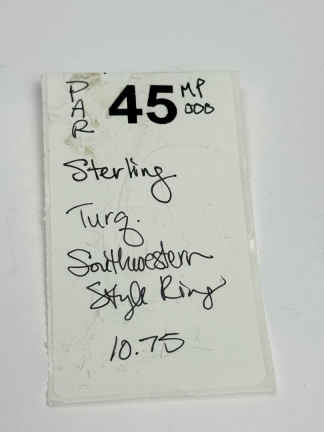 PAR 45 MP
000
Sterling
Turq.
Southwestern
Style Ring
10.75